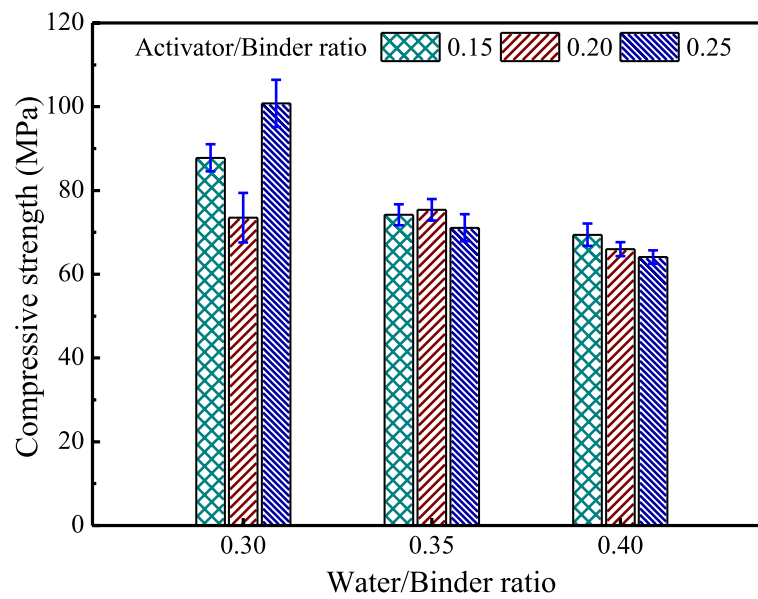 Activator/Binder ratio 0.15 0.20 0.25
120
100
80
60
40
20
0
Compressive strength (MPa)
0.30 0.35 0.40
Water/Binder ratio